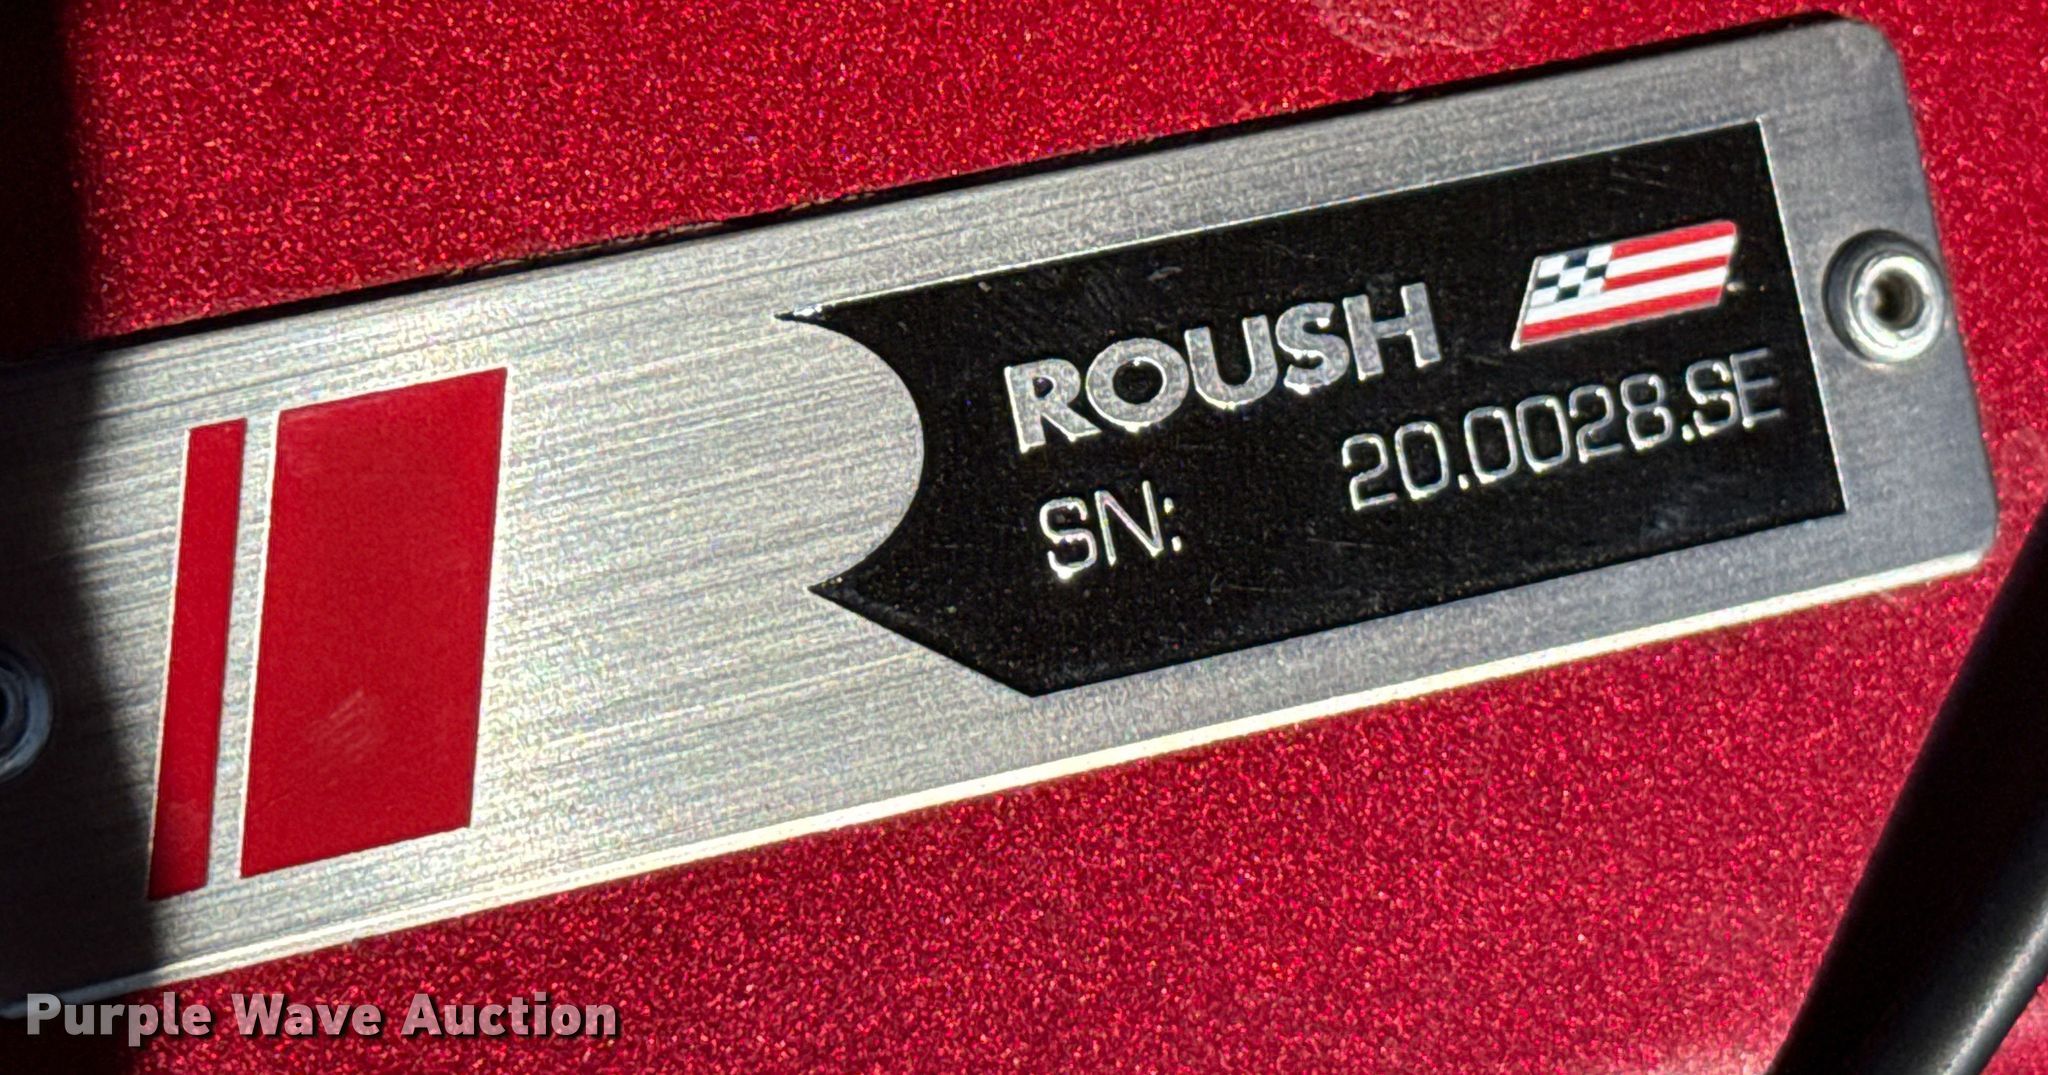 ROUSH
SN: 20.0028.SE
Purple Wave Auction